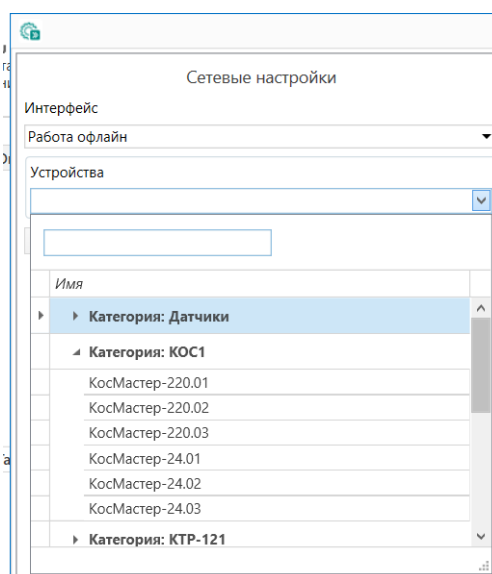 Сетевые настройки
Интерфейс
Работа офлайн
Устройства
Имя
Категория: Датчики
Категория: КОС1
КосМастер-220.01
КосМастер-220.02
КосМастер-220.03
КосМастер-24.01
КосМастер-24.02
КосМастер-24.03
Категория: КТР-121